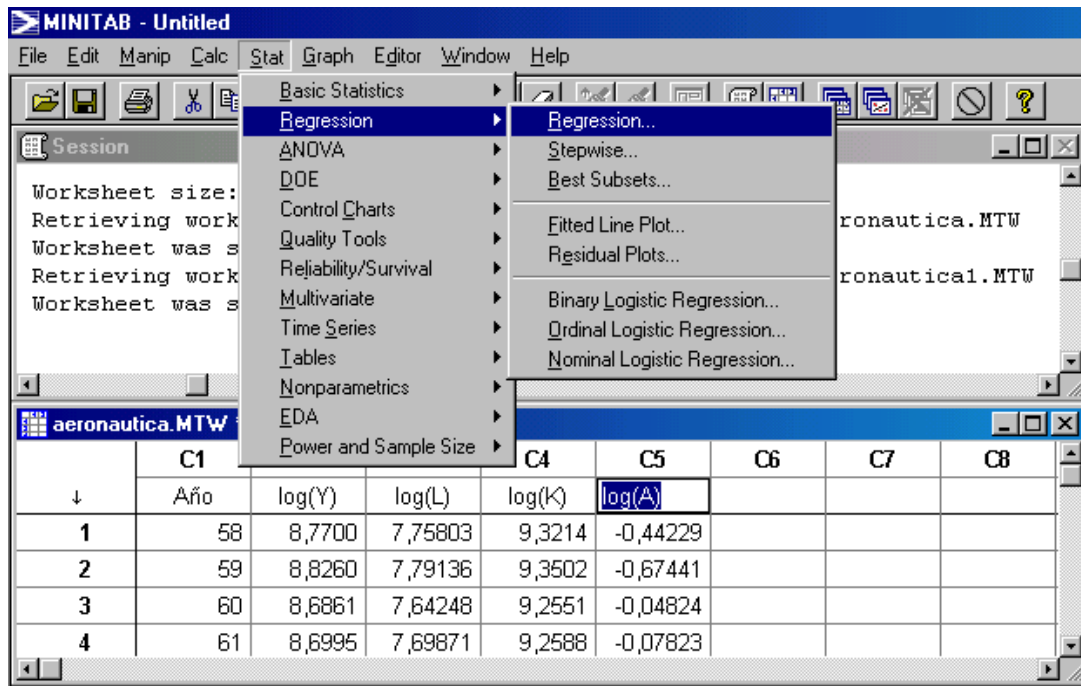 MINITAB - Untitled
File Edit Manip Calc Stat Graph Editor Window Help
Basic Statistics
Regression
ANOVA
DOE
Control Charts
Quality Tools
Reliability/Survival
Multivariate
Time Series
Tables
Nonparametrics
EDA
Power and Sample Size
Regression...
Stepwise...
Best Subsets...
Fitted Line Plot...
Residual Plots...
Binary Logistic Regression...
Ordinal Logistic Regression...
Nominal Logistic Regression...
Session
Worksheet size:
Retrieving work ronautica.MTW
Worksheet was s
Retrieving work ronautica1.MTW
Worksheet was s
aeronautica.MTW
C1 C4 C5 C6 C7 C8
↓ Año log(Y) log(L) log(K) log(A)
1 58 8,7700 7,75803 9,3214 -0,44229
2 59 8,8260 7,79136 9,3502 -0,67441
3 60 8,6861 7,64248 9,2551 -0,04824
4 61 8,6995 7,69871 9,2588 -0,07823